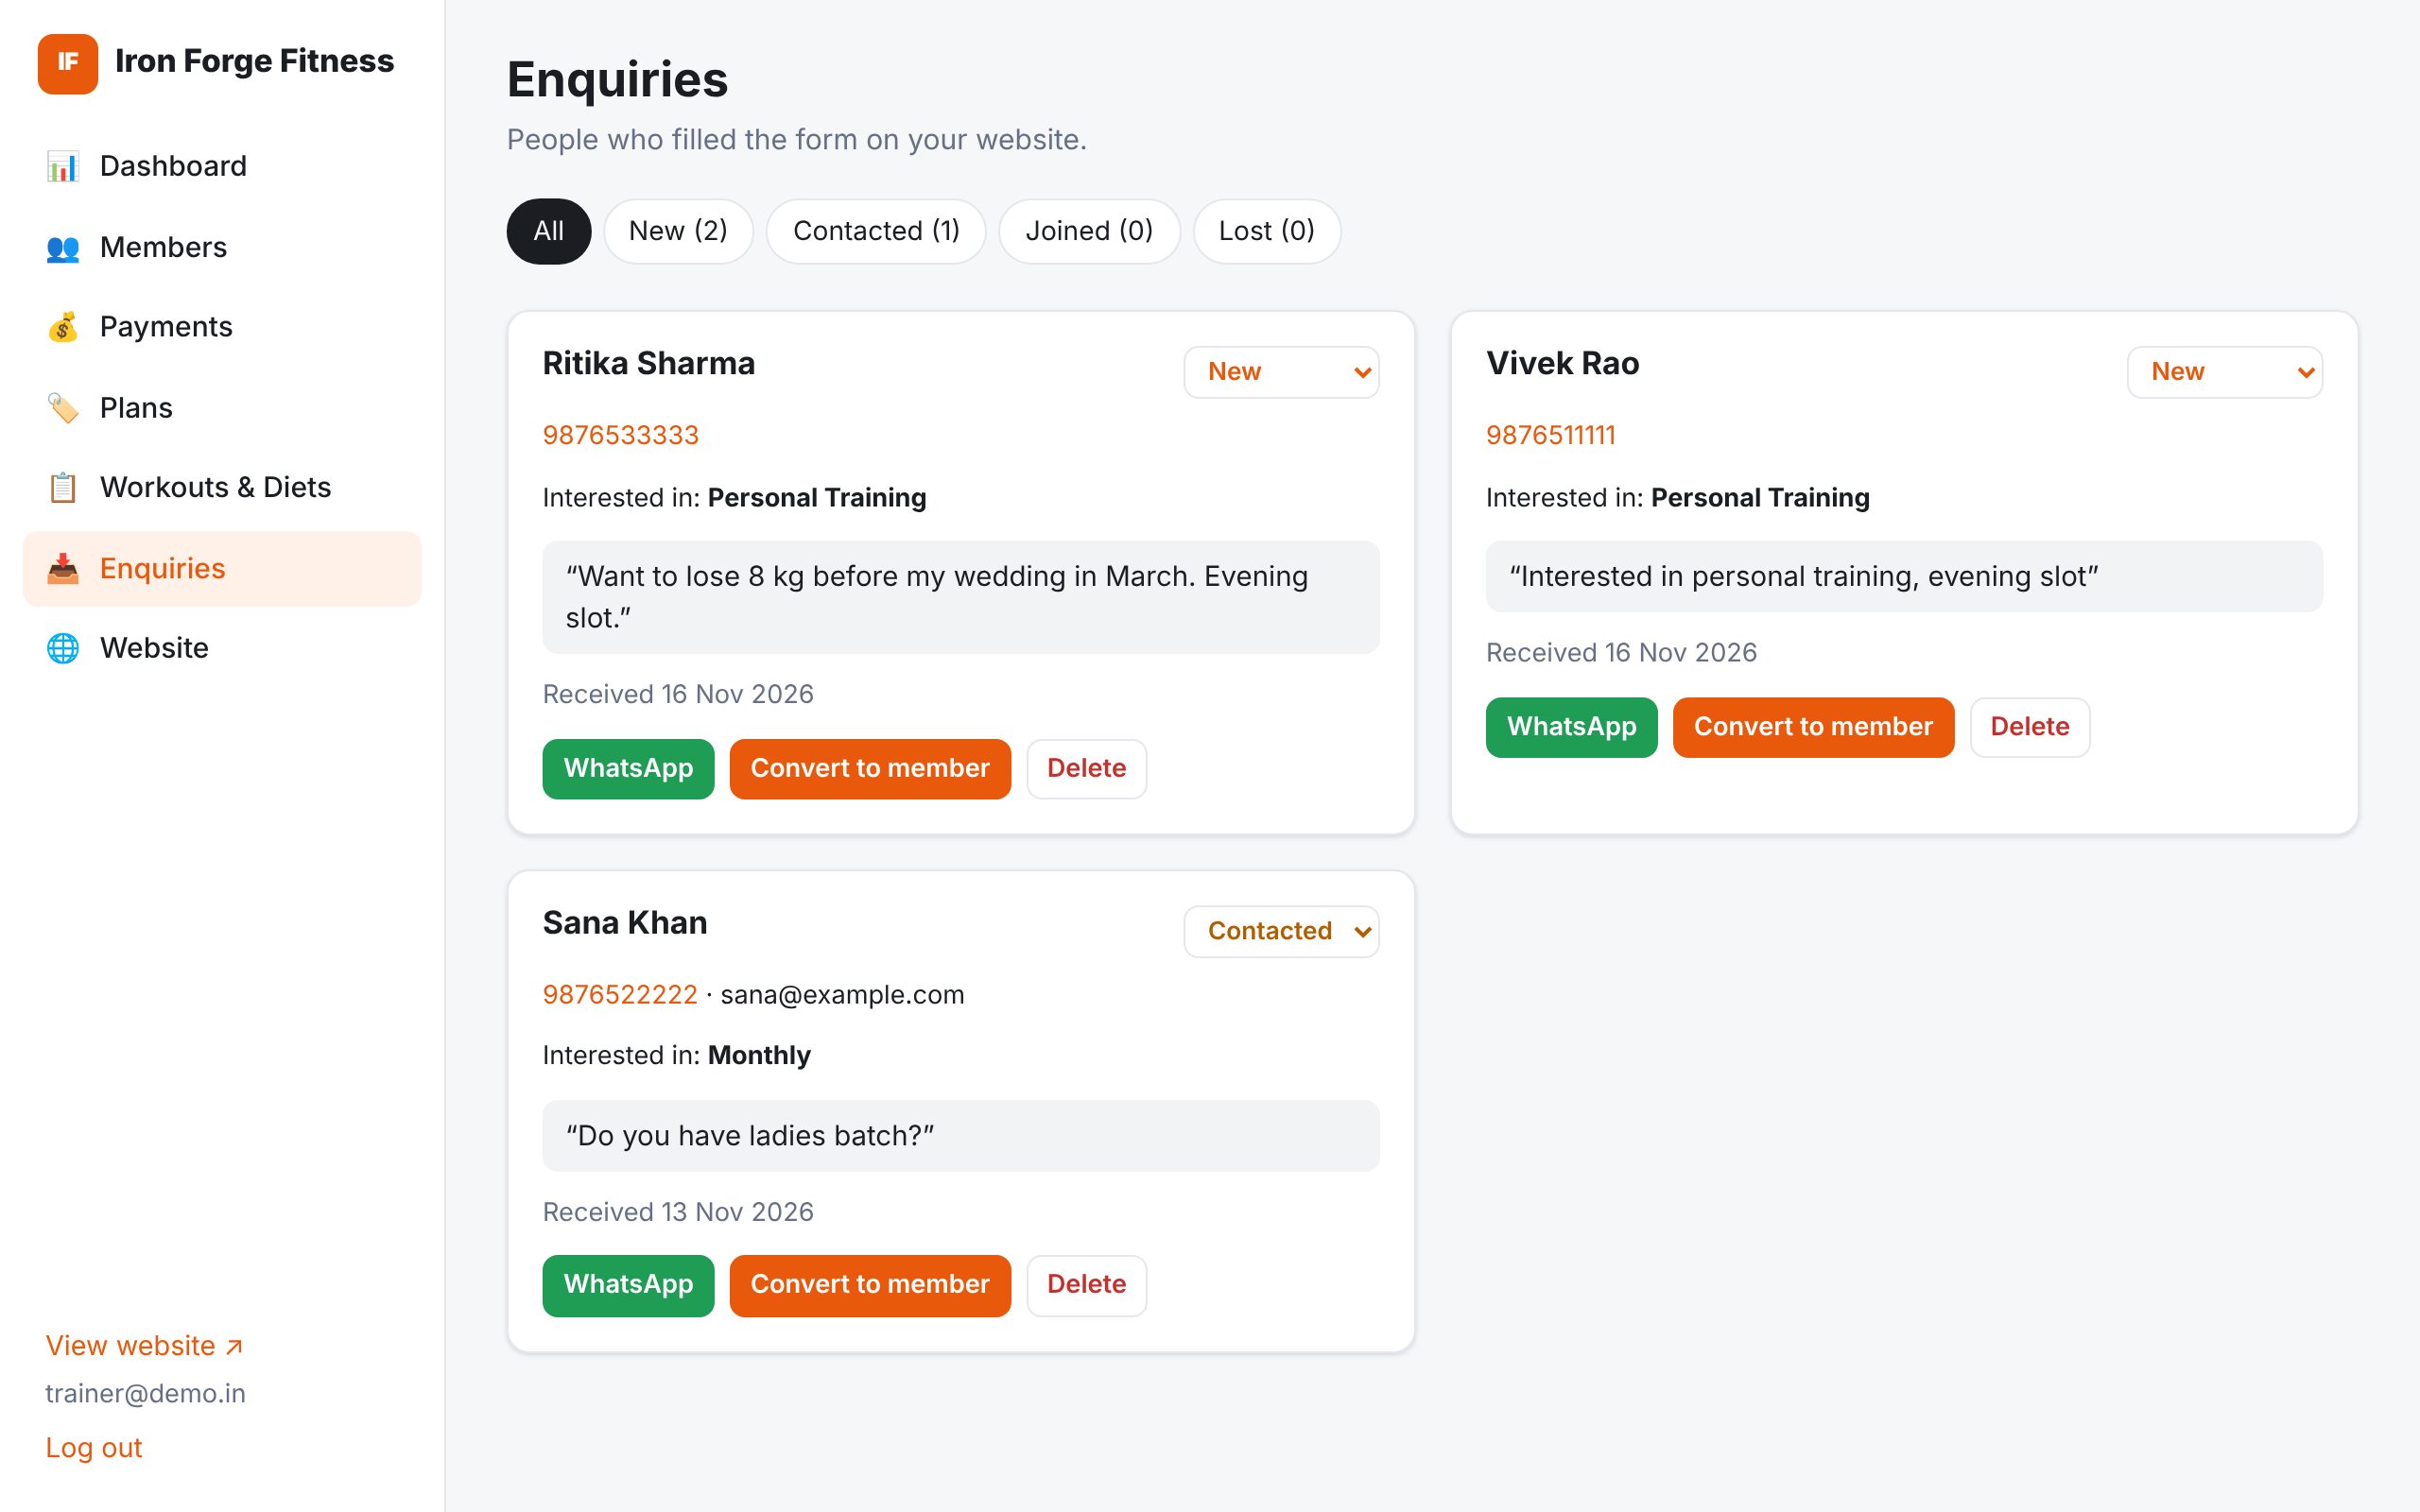 IF Iron Forge Fitness
Dashboard
Members
Payments
Plans
Workouts & Diets
Enquiries
Website
View website ↗
trainer@demo.in
Log out
Enquiries
People who filled the form on your website.
All New (2) Contacted (1) Joined (0) Lost (0)
Ritika Sharma New
9876533333
Interested in: Personal Training
“Want to lose 8 kg before my wedding in March. Evening
slot.”
Received 16 Nov 2026
WhatsApp Convert to member Delete
Vivek Rao New
9876511111
Interested in: Personal Training
“Interested in personal training, evening slot”
Received 16 Nov 2026
WhatsApp Convert to member Delete
Sana Khan Contacted
9876522222 · sana@example.com
Interested in: Monthly
“Do you have ladies batch?”
Received 13 Nov 2026
WhatsApp Convert to member Delete